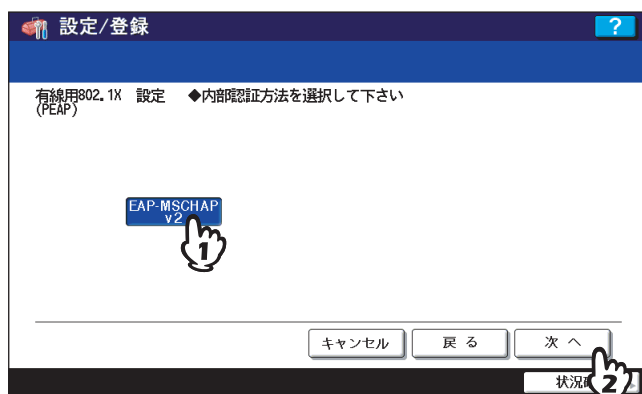 設定/登録
?
有線用802.1X 設定 ◆内部認証方法を選択して下さい
(PEAP)
EAP-MSCHAP
v2
1
キャンセル 戻る 次へ
状況
2